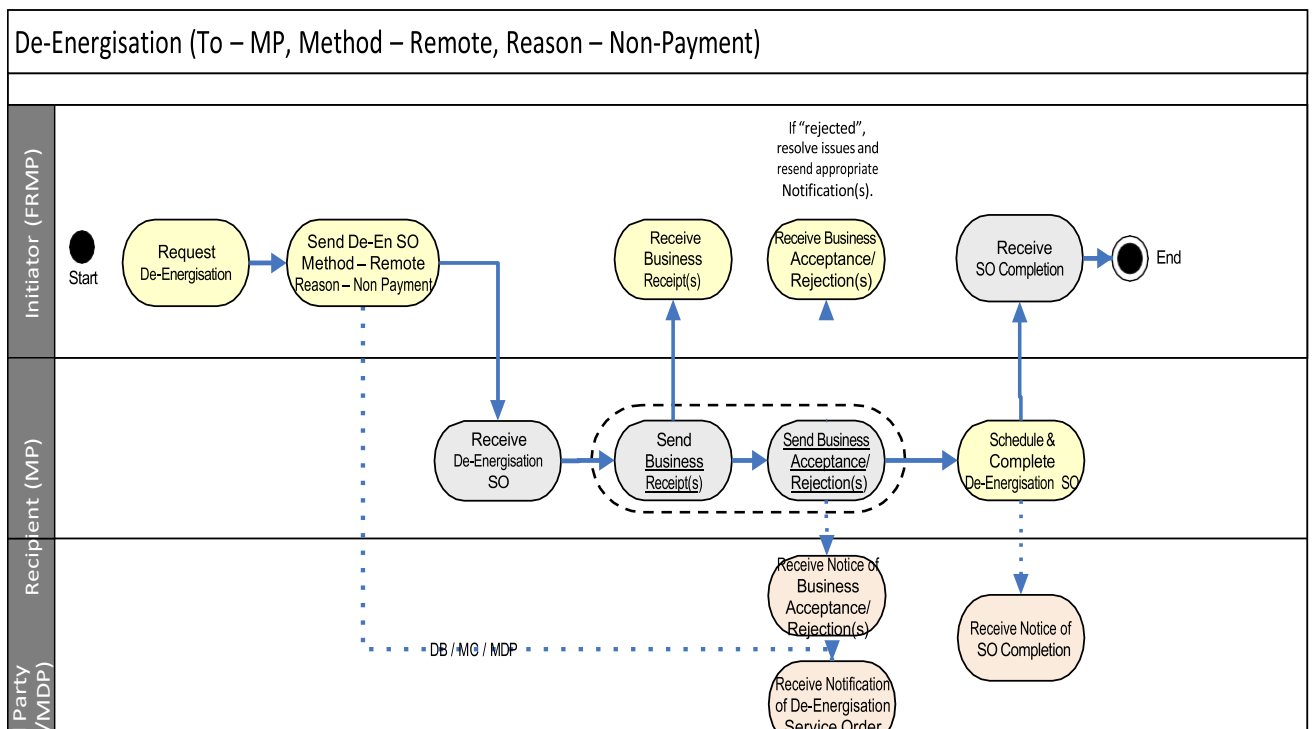 De-Energisation (To – MP, Method – Remote, Reason – Non-Payment)
Initiator (FRMP)
Start
Request
De-Energisation
Send De-En SO
Method – Remote
Reason – Non Payment
Receive
Business
Receipt(s)
If “rejected”,
resolve issues and
resend appropriate
Notification(s).
Receive Business
Acceptance/
Rejection(s)
Receive
SO Completion
End
Recipient (MP)
Receive
De-Energisation
SO
Send
Business
Receipt(s)
Send Business
Acceptance/
Rejection(s)
Schedule &
Complete
De-Energisation SO
Party
/MDP)
DB / MC / MDP
Receive Notice of
Business
Acceptance/
Rejection(s)
Receive Notification
of De-Energisation
Service Order
Receive Notice of
SO Completion